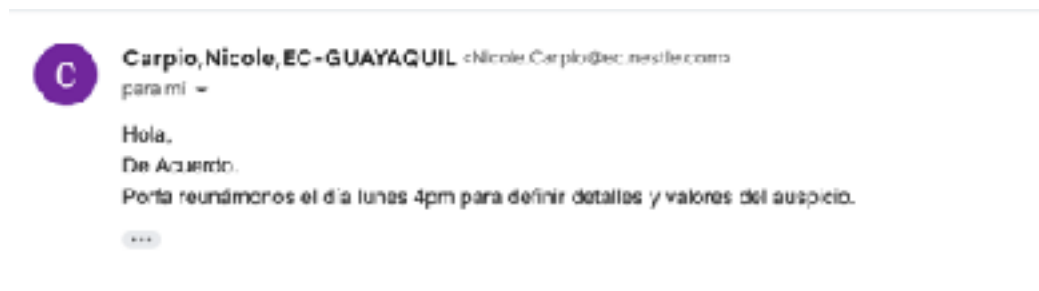 C
Carpio,Nicole,EC-GUAYAQUIL <Nicole.Carpio@ec.nestle.com>
para mí
Hola,
De Acuerdo.
Porfa reunámonos el día lunes 4pm para definir detalles y valores del auspicio.